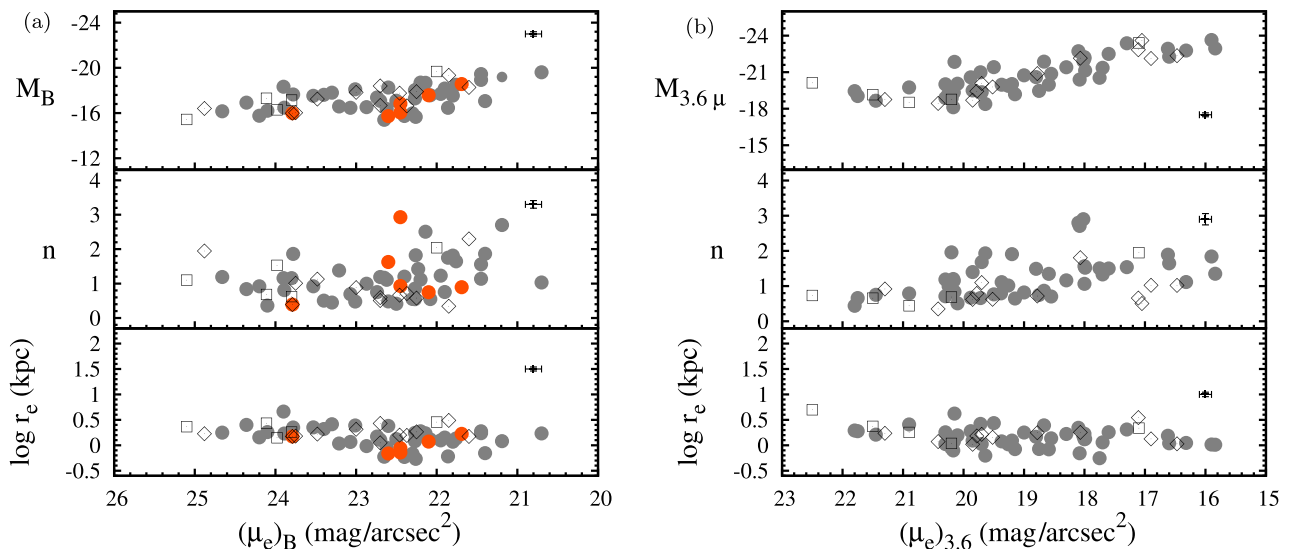 (a)
-24
-20
M_B
-16
-12
4
3
n
2
1
0
2
1.5
log r_e (kpc)
1
0.5
0
-0.5
26 25 24 23 22 21 20
(μ_e)_B (mag/arcsec^2)
(b)
-24
-21
M_3.6 μ
-18
-15
4
3
n
2
1
0
2
1.5
log r_e (kpc)
1
0.5
0
-0.5
23 22 21 20 19 18 17 16 15
(μ_e)_3.6 (mag/arcsec^2)